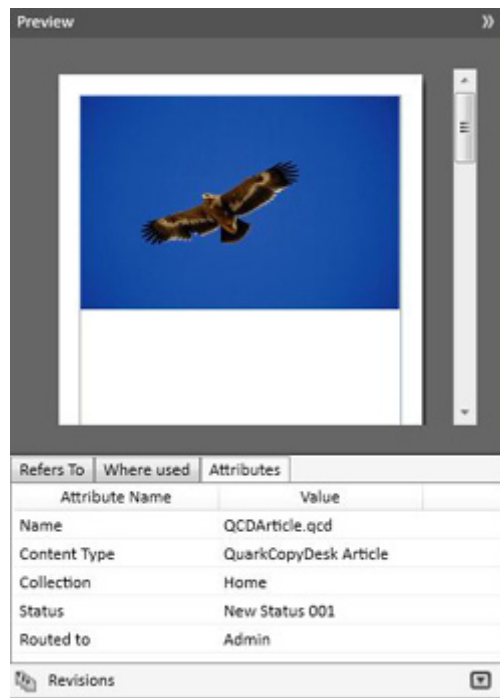 Preview
Refers To Where used Attributes
Attribute Name Value
Name QCDArticle.qcd
Content Type QuarkCopyDesk Article
Collection Home
Status New Status 001
Routed to Admin
Revisions